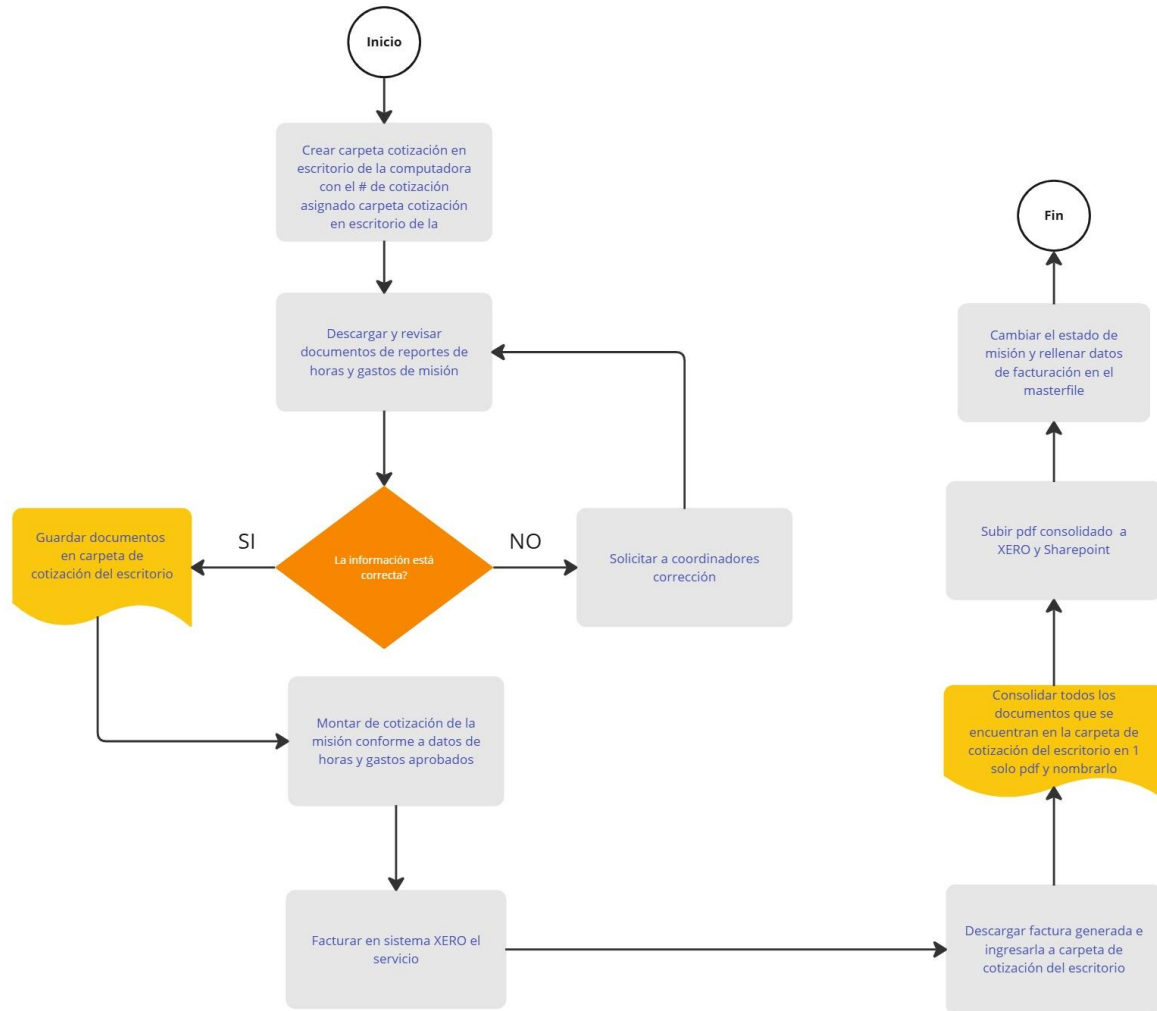 Inicio
Crear carpeta cotización en
escritorio de la computadora
con el # de cotización
asignado carpeta cotización
en escritorio de la
Descargar y revisar
documentos de reportes de
horas y gastos de misión
La información está
correcta?
SI
NO
Guardar documentos
en carpeta de
cotización del escritorio
Solicitar a coordinadores
corrección
Montar de cotización de la
misión conforme a datos de
horas y gastos aprobados
Facturar en sistema XERO el
servicio
Descargar factura generada e
ingresarla a carpeta de
cotización del escritorio
Consolidar todos los
documentos que se
encuentran en la carpeta de
cotización del escritorio en 1
solo pdf y nombrarlo
Subir pdf consolidado a
XERO y Sharepoint
Cambiar el estado de
misión y rellenar datos
de facturación en el
masterfile
Fin